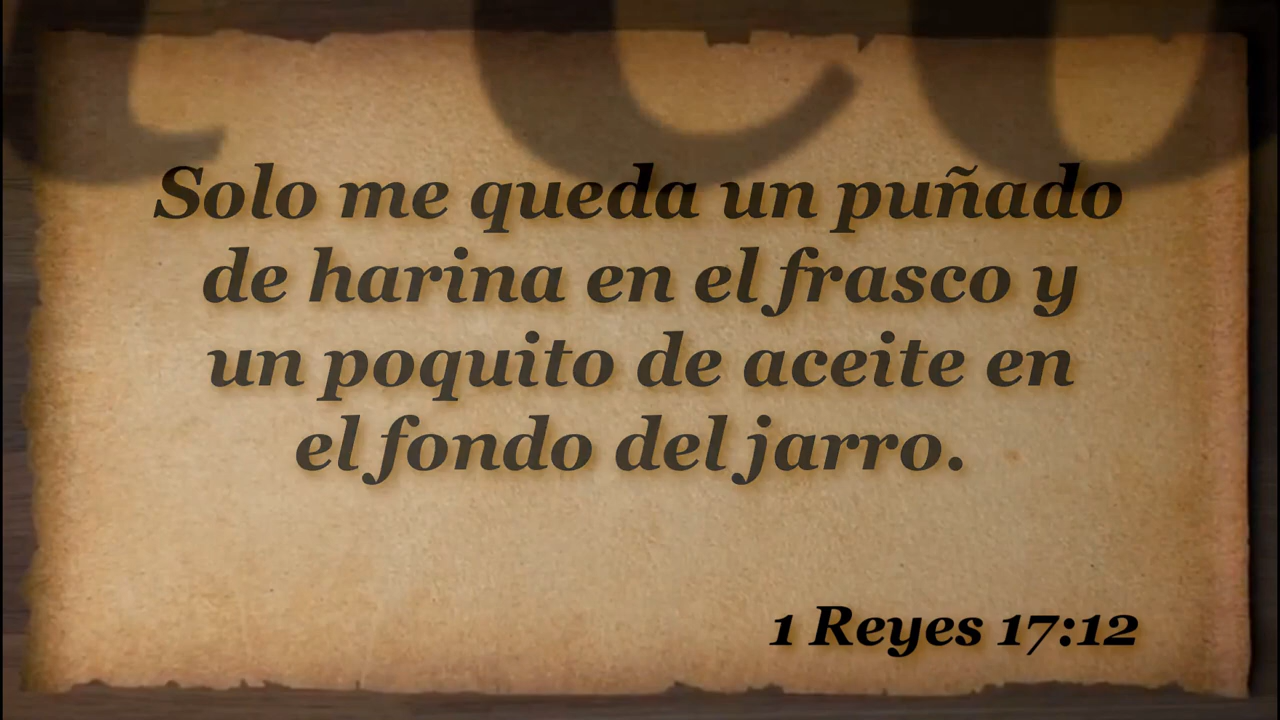 Solo me queda un puñado
de harina en el frasco y
un poquito de aceite en
el fondo del jarro.
1 Reyes 17:12